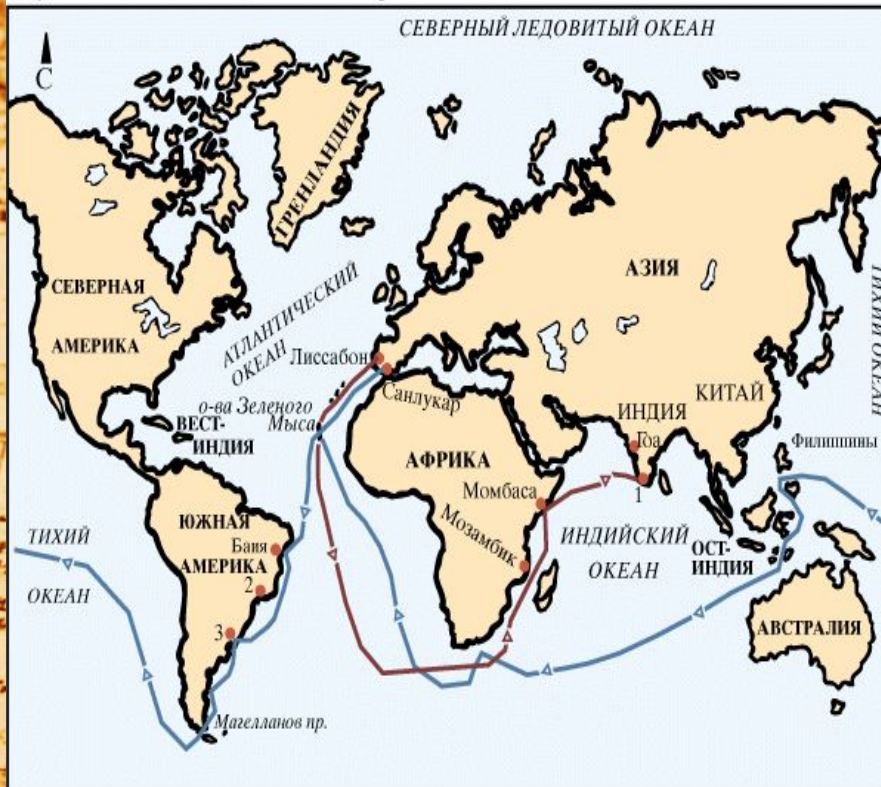 СЕВЕРНЫЙ ЛЕДОВИТЫЙ ОКЕАН
С
ГРЕНЛАНДИЯ
СЕВЕРНАЯ
АМЕРИКА
АТЛАНТИЧЕСКИЙ
ОКЕАН
АЗИЯ
ТИХИЙ ОКЕАН
Лиссабон
Санлукар
о-ва Зеленого
Мыса
ВЕСТ-
ИНДИЯ
КИТАЙ
ИНДИЯ
Гоа
Филиппины
АФРИКА
Момбаса
1
Мозамбик
ИНДИЙСКИЙ
ОКЕАН
ОСТ-
ИНДИЯ
ЮЖНАЯ
АМЕРИКА
Баия
2
3
ТИХИЙ
ОКЕАН
АВСТРАЛИЯ
Магелланов пр.